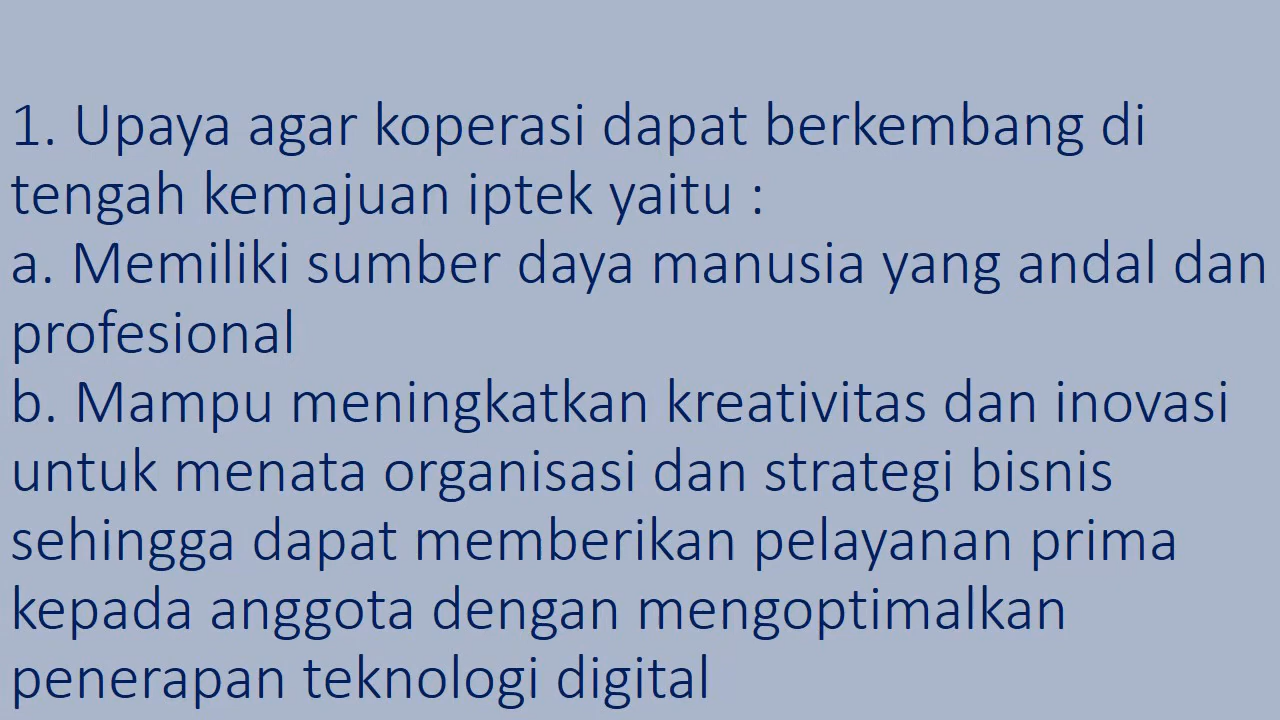 1. Upaya agar koperasi dapat berkembang di
tengah kemajuan iptek yaitu :
a. Memiliki sumber daya manusia yang andal dan
profesional
b. Mampu meningkatkan kreativitas dan inovasi
untuk menata organisasi dan strategi bisnis
sehingga dapat memberikan pelayanan prima
kepada anggota dengan mengoptimalkan
penerapan teknologi digital